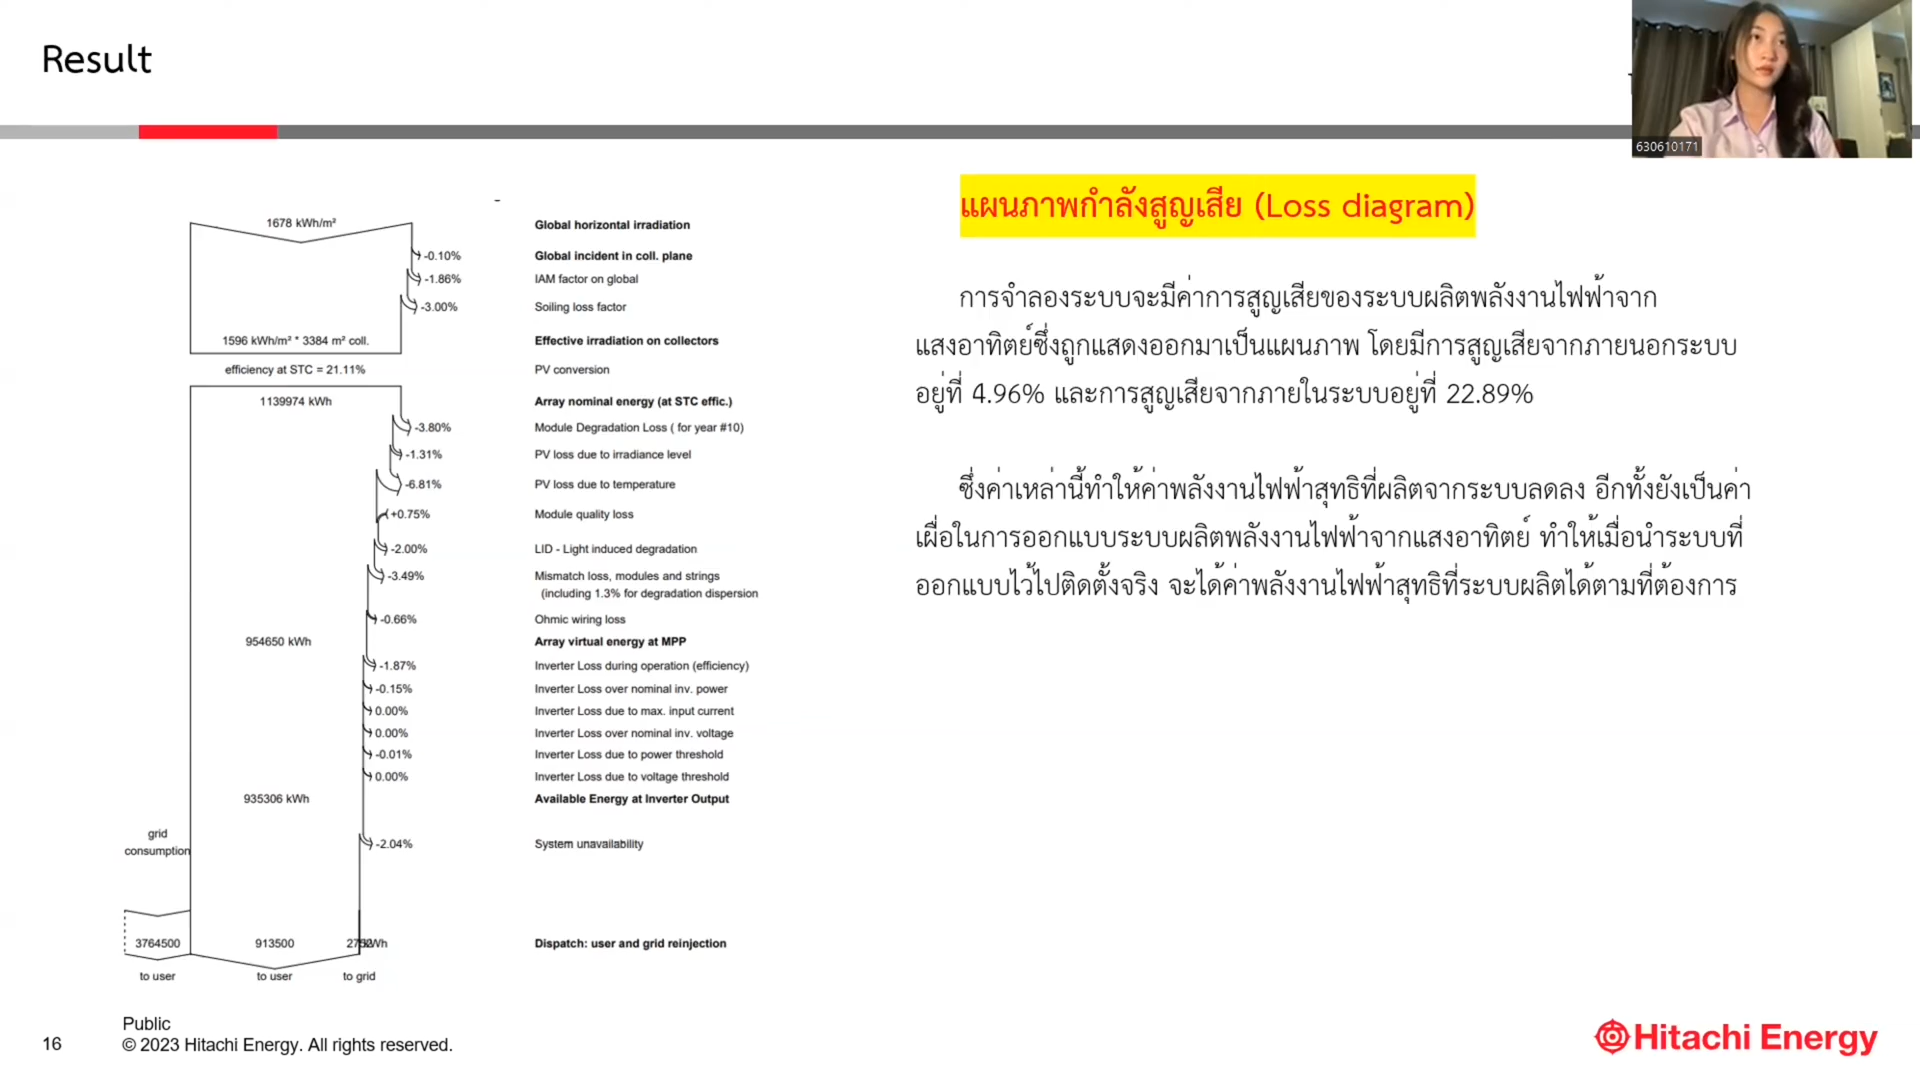 Result
630610171
แผนภาพกำลังสูญเสีย (Loss diagram)
1678 kWh/m²
Global horizontal irradiation
-0.10%
Global incident in coll. plane
-1.86%
IAM factor on global
-3.00%
Soiling loss factor
1596 kWh/m² * 3384 m² coll.
Effective irradiation on collectors
efficiency at STC = 21.11%
PV conversion
1139974 kWh
Array nominal energy (at STC effic.)
-3.80%
Module Degradation Loss ( for year #10)
-1.31%
PV loss due to irradiance level
-6.81%
PV loss due to temperature
+0.75%
Module quality loss
-2.00%
LID - Light induced degradation
-3.49%
Mismatch loss, modules and strings
(including 1.3% for degradation dispersion
-0.66%
Ohmic wiring loss
954650 kWh
Array virtual energy at MPP
-1.87%
Inverter Loss during operation (efficiency)
-0.15%
Inverter Loss over nominal inv. power
0.00%
Inverter Loss due to max. input current
0.00%
Inverter Loss over nominal inv. voltage
-0.01%
Inverter Loss due to power threshold
0.00%
Inverter Loss due to voltage threshold
935306 kWh
Available Energy at Inverter Output
grid
consumption
-2.04%
System unavailability
3764500
913500
Dispatch: user and grid reinjection
to user
to user
to grid
การจำลองระบบจะมีค่าการสูญเสียของระบบผลิตพลังงานไฟฟ้าจาก
แสงอาทิตย์ซึ่งถูกแสดงออกมาเป็นแผนภาพ โดยมีการสูญเสียจากภายนอกระบบ
อยู่ที่ 4.96% และการสูญเสียจากภายในระบบอยู่ที่ 22.89%
ซึ่งค่าเหล่านี้ทำให้ค่าพลังงานไฟฟ้าสุทธิที่ผลิตจากระบบลดลง อีกทั้งยังเป็นค่า
เผื่อในการออกแบบระบบผลิตพลังงานไฟฟ้าจากแสงอาทิตย์ ทำให้เมื่อนำระบบที่
ออกแบบไว้ไปติดตั้งจริง จะได้ค่าพลังงานไฟฟ้าสุทธิที่ระบบผลิตได้ตามที่ต้องการ
Public
16
© 2023 Hitachi Energy. All rights reserved.
Hitachi Energy